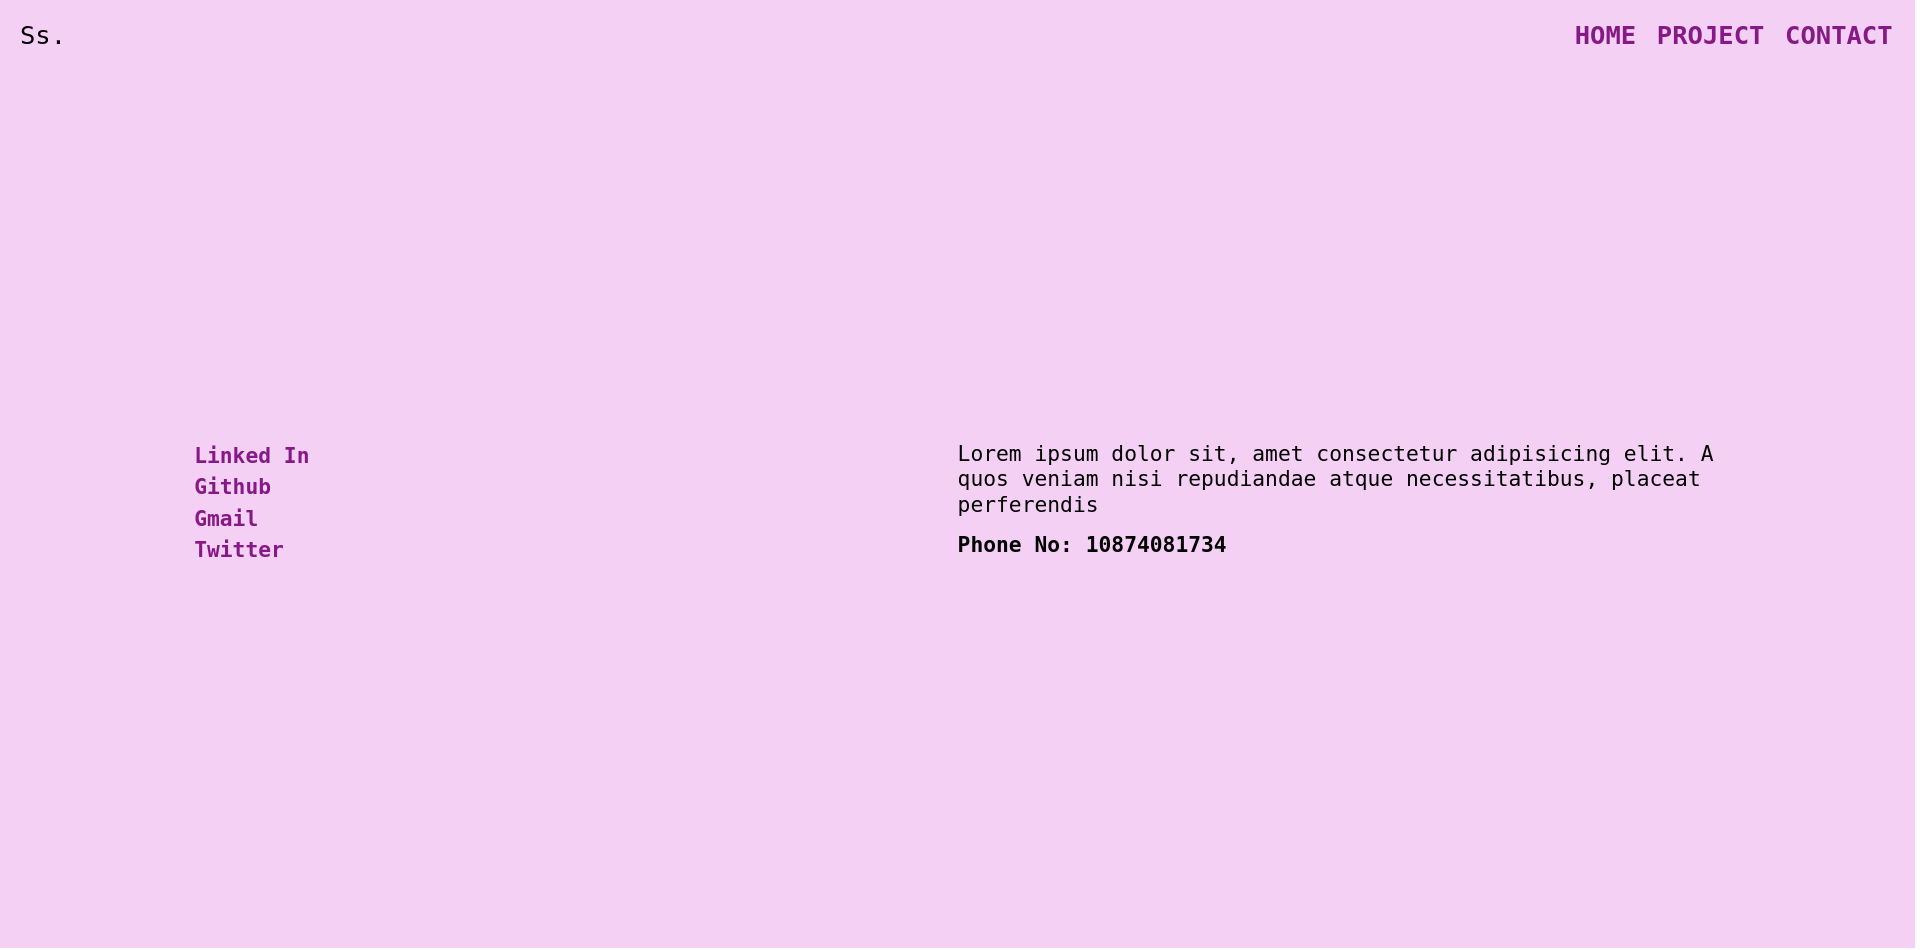 Ss.
HOME PROJECT CONTACT
Linked In
Github
Gmail
Twitter
Lorem ipsum dolor sit, amet consectetur adipisicing elit. A
quos veniam nisi repudiandae atque necessitatibus, placeat
perferendis
Phone No: 10874081734